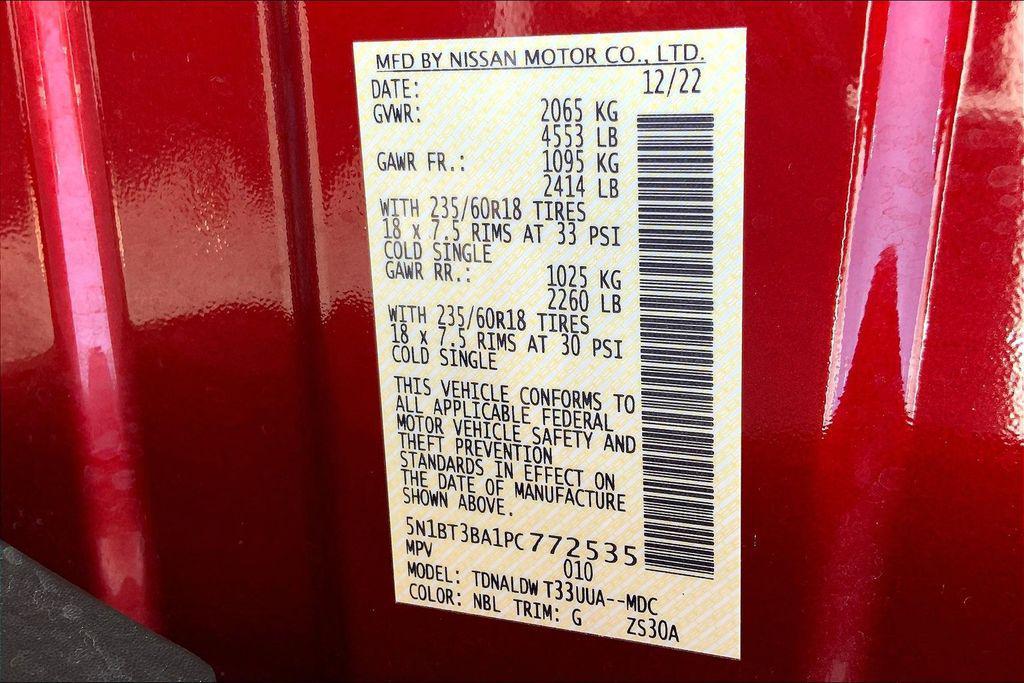 MFD BY NISSAN MOTOR CO., LTD.
DATE: 12/22
GVWR: 2065 KG
4553 LB
GAWR FR.: 1095 KG
2414 LB
WITH 235/60R18 TIRES
18 x 7.5 RIMS AT 33 PSI
COLD SINGLE
GAWR RR.: 1025 KG
2260 LB
WITH 235/60R18 TIRES
18 x 7.5 RIMS AT 30 PSI
COLD SINGLE
THIS VEHICLE CONFORMS TO
ALL APPLICABLE FEDERAL
MOTOR VEHICLE SAFETY AND
THEFT PREVENTION
STANDARDS IN EFFECT ON
THE DATE OF MANUFACTURE
SHOWN ABOVE.
5N1BT3BA1PC772535
MPV 010
MODEL: TDNALDW T33UUA--MDC
COLOR: NBL TRIM: G ZS30A